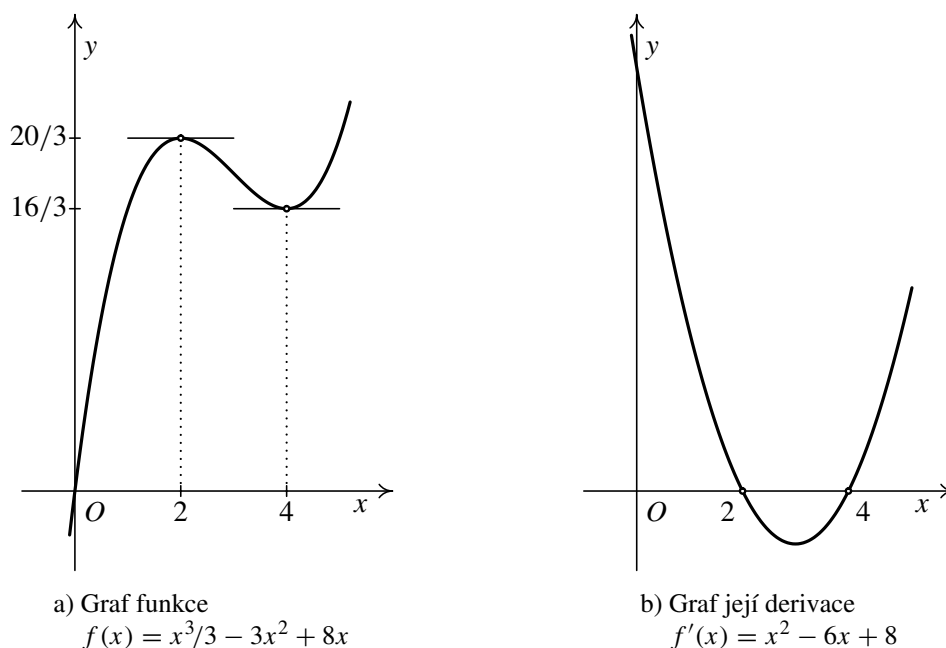 y
20/3
16/3
O
2
4
x
a) Graf funkce
f(x) = x³/3 − 3x² + 8x
y
O
2
4
x
b) Graf její derivace
f′(x) = x² − 6x + 8